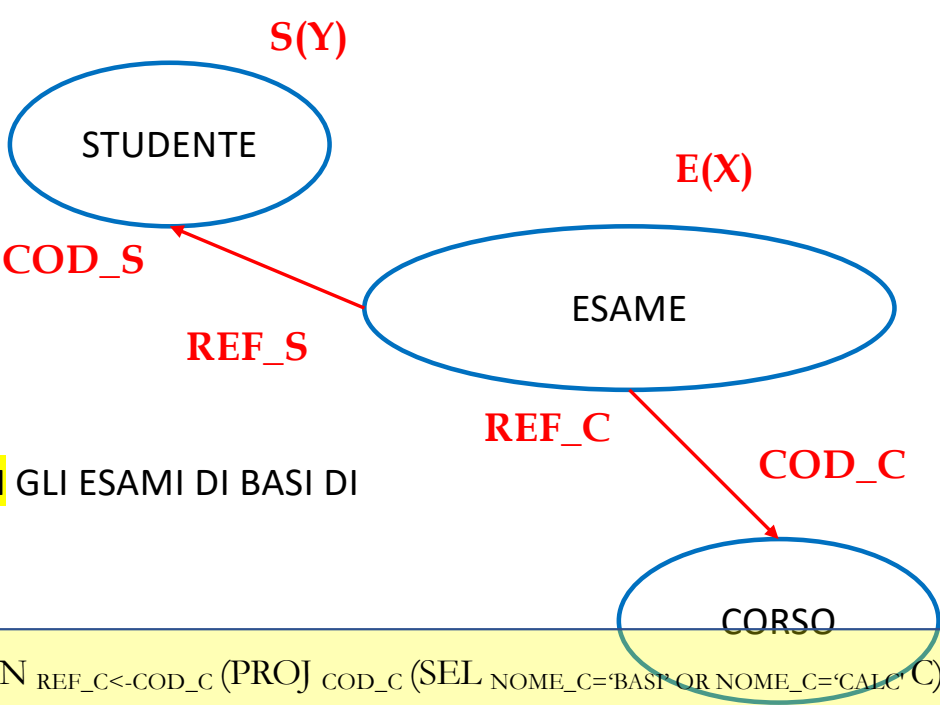 S(Y)
STUDENTE
E(X)
COD_S
ESAME
REF_S
REF_C
COD_C
GLI ESAMI DI BASI DI
CORSO
N REF_C<-COD_C (PROJ COD_C (SEL NOME_C=‘BASI’ OR NOME_C=‘CALC' C)